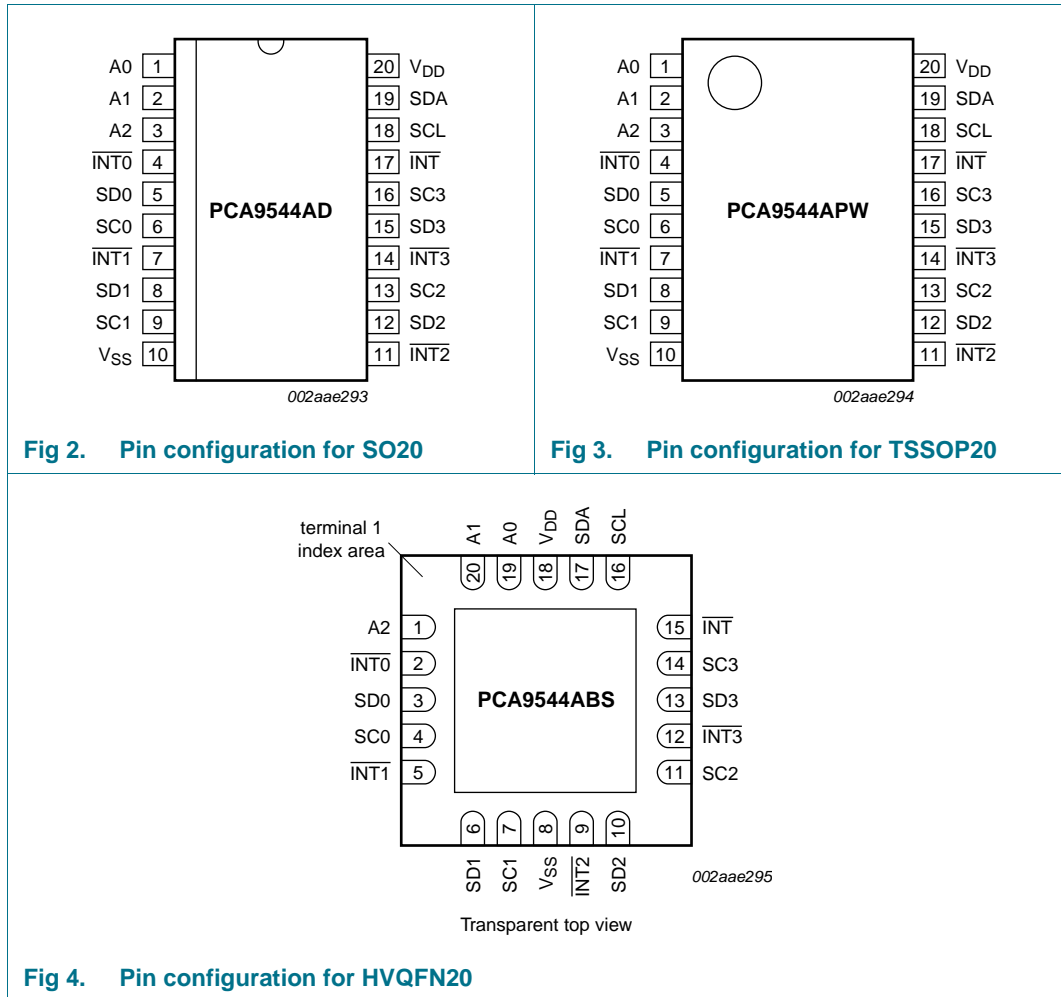 A0 1 20 VDD
A1 2 19 SDA
A2 3 18 SCL
INT0 4 17 INT
SD0 5 16 SC3
PCA9544AD
SC0 6 15 SD3
INT1 7 14 INT3
SD1 8 13 SC2
SC1 9 12 SD2
VSS 10 11 INT2
002aae293
Fig 2. Pin configuration for SO20
A0 1 20 VDD
A1 2 19 SDA
A2 3 18 SCL
INT0 4 17 INT
SD0 5 16 SC3
PCA9544APW
SC0 6 15 SD3
INT1 7 14 INT3
SD1 8 13 SC2
SC1 9 12 SD2
VSS 10 11 INT2
002aae294
Fig 3. Pin configuration for TSSOP20
terminal 1
index area
A1 A0 VDD SDA SCL
20 19 18 17 16
A2 1 15 INT
INT0 2 14 SC3
SD0 3 PCA9544ABS 13 SD3
SC0 4 12 INT3
INT1 5 11 SC2
6 7 8 9 10
SD1 SC1 VSS INT2 SD2
002aae295
Transparent top view
Fig 4. Pin configuration for HVQFN20